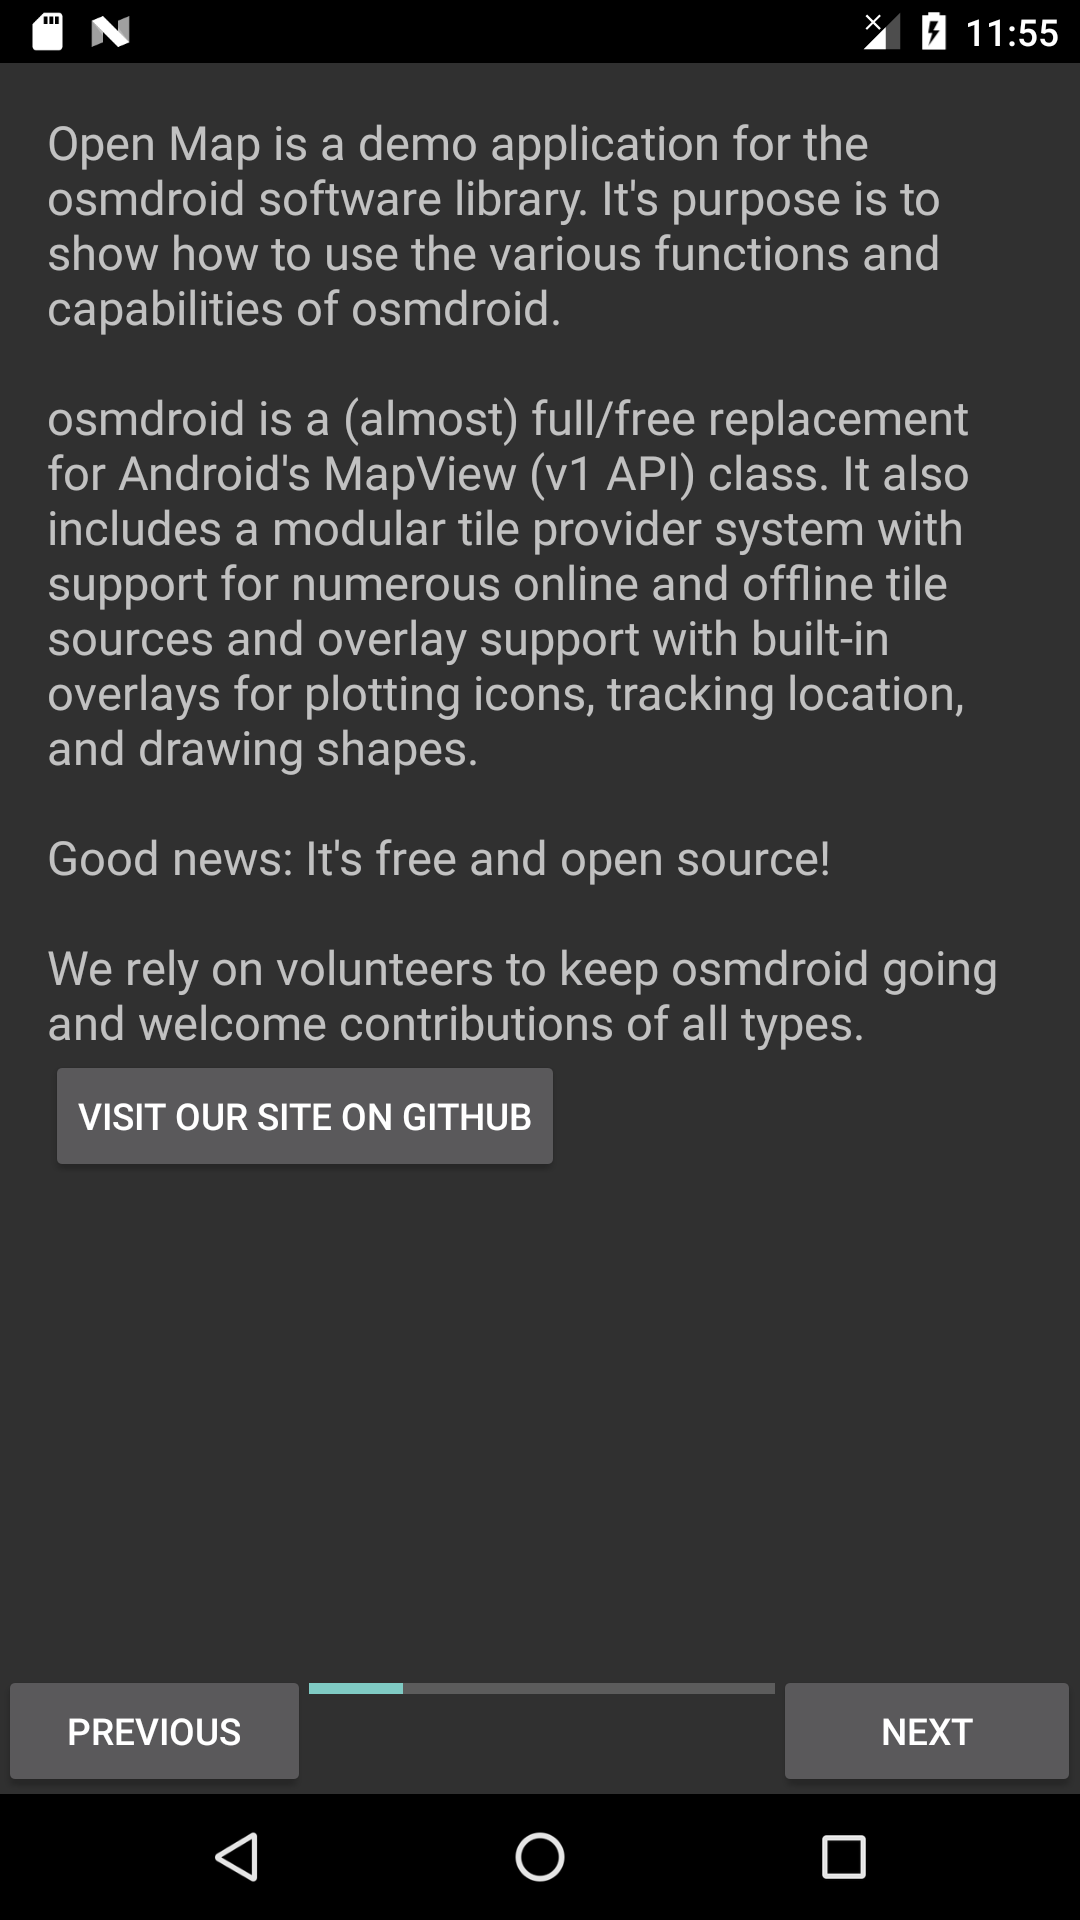 11:55
Open Map is a demo application for the
osmdroid software library. It's purpose is to
show how to use the various functions and
capabilities of osmdroid.
osmdroid is a (almost) full/free replacement
for Android's MapView (v1 API) class. It also
includes a modular tile provider system with
support for numerous online and offline tile
sources and overlay support with built-in
overlays for plotting icons, tracking location,
and drawing shapes.
Good news: It's free and open source!
We rely on volunteers to keep osmdroid going
and welcome contributions of all types.
VISIT OUR SITE ON GITHUB
PREVIOUS
NEXT